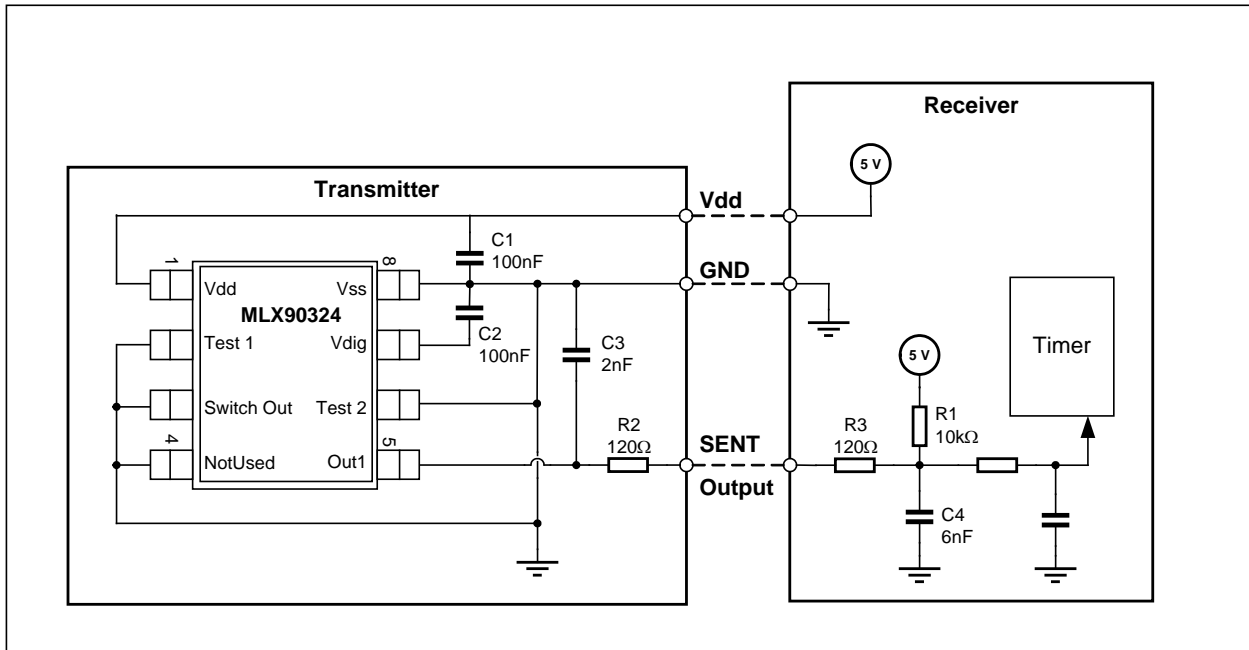 Receiver
5 V
Transmitter
Vdd
C1
100nF
1
8
GND
Vdd
Vss
MLX90324
C2
100nF
Test 1
Vdig
C3
2nF
5 V
Timer
Switch Out
Test 2
R1
10kΩ
4
5
R2
120Ω
SENT
R3
120Ω
NotUsed
Out1
Output
C4
6nF